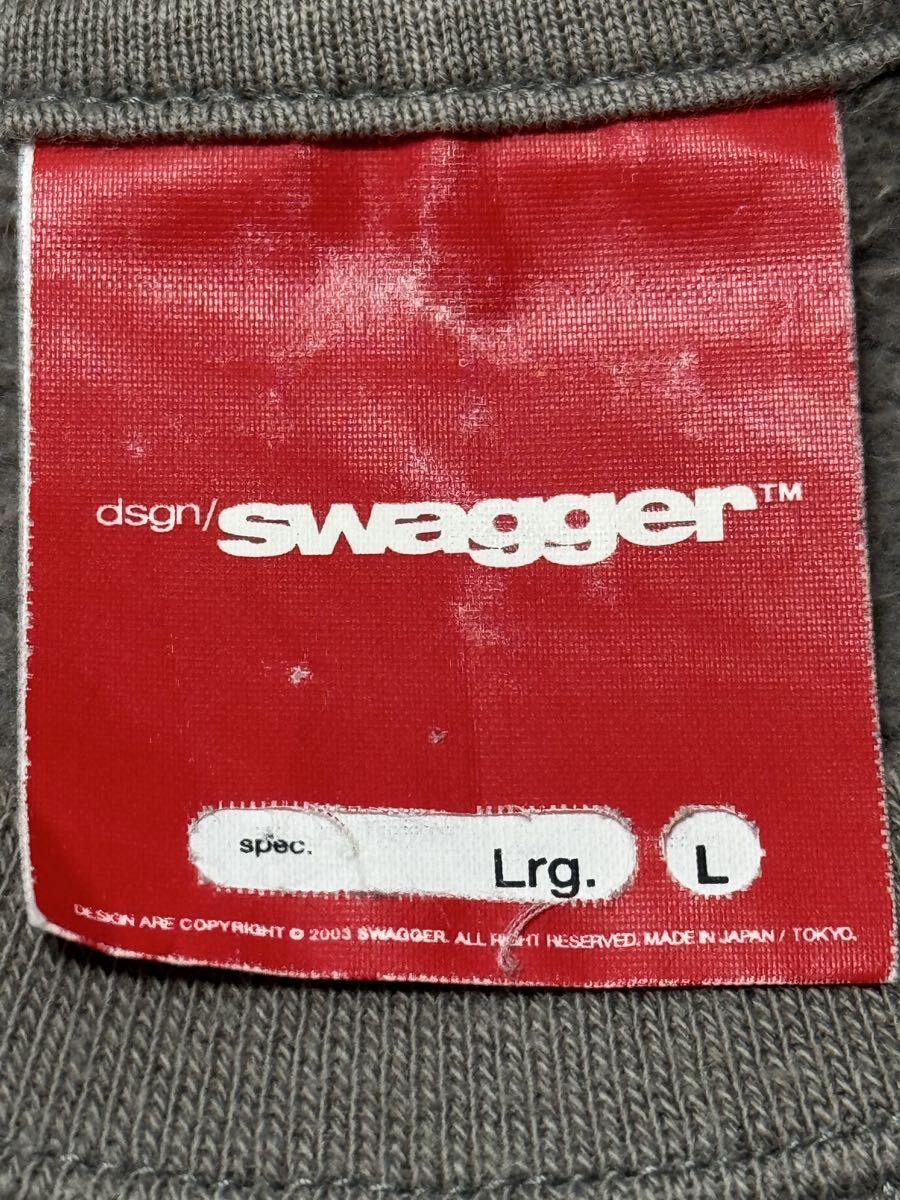 dsgn/swagger™
spec. Lrg. L
DESIGN ARE COPYRIGHT © 2003 SWAGGER. ALL RIGHT RESERVED. MADE IN JAPAN / TOKYO.